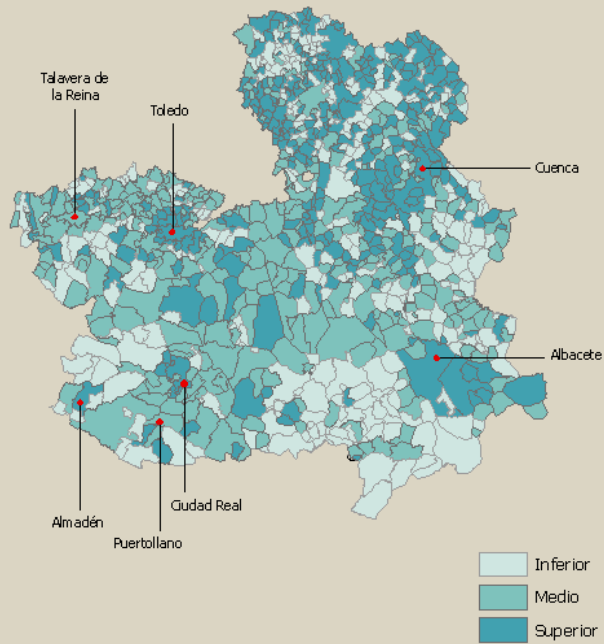 Talavera de
la Reina
Toledo
Cuenca
Albacete
Ciudad Real
Almadén
Puertollano
Inferior
Medio
Superior